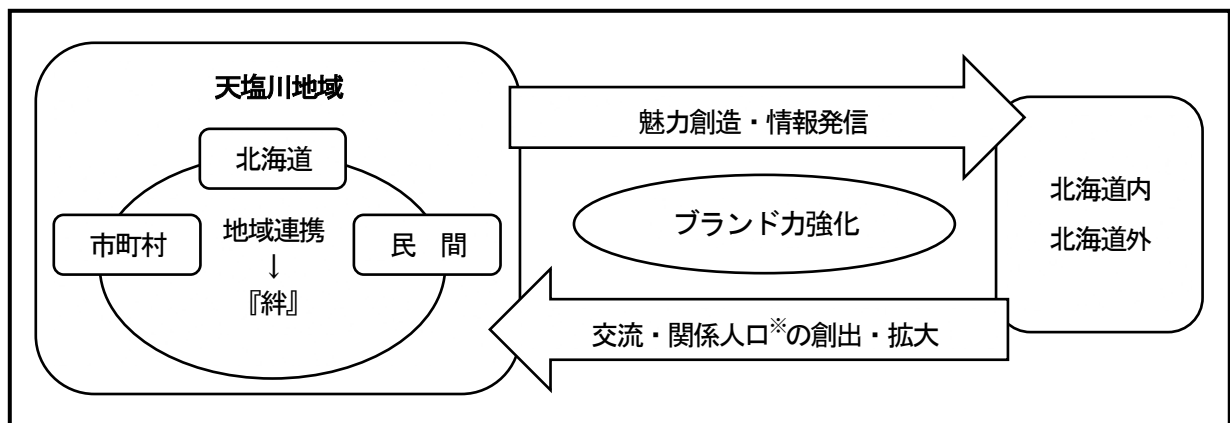 天塩川地域
北海道
市町村
地域連携
↓
『絆』
民　間
魅力創造・情報発信
ブランド力強化
交流・関係人口※の創出・拡大
北海道内
北海道外